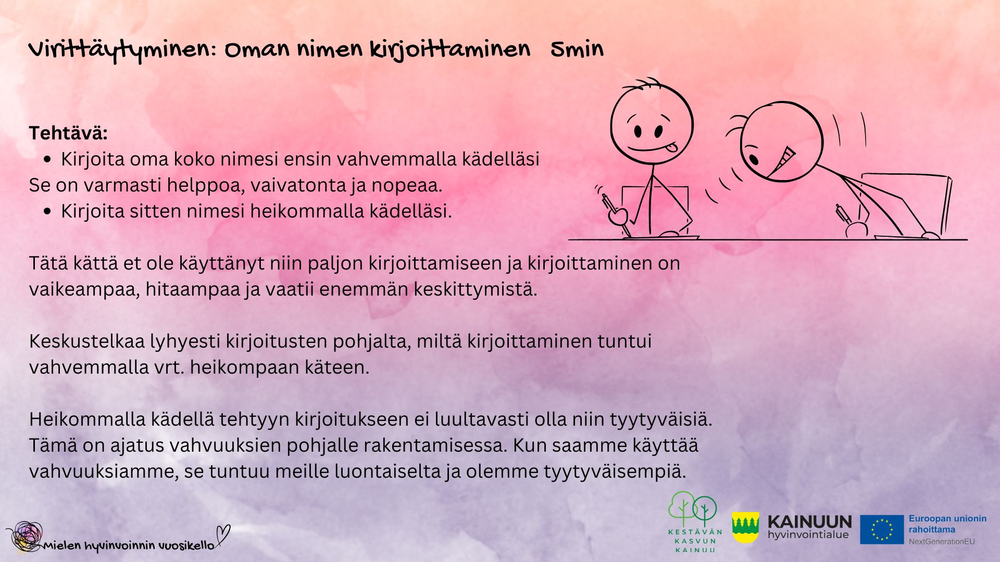 Virittäytyminen: Oman nimen kirjoittaminen 5min
Tehtävä:
• Kirjoita oma koko nimesi ensin vahvemmalla kädelläsi
Se on varmasti helppoa, vaivatonta ja nopeaa.
• Kirjoita sitten nimesi heikommalla kädelläsi.
Tätä kättä et ole käyttänyt niin paljon kirjoittamiseen ja kirjoittaminen on
vaikeampaa, hitaampaa ja vaatii enemmän keskittymistä.
Keskustelkaa lyhyesti kirjoitusten pohjalta, miltä kirjoittaminen tuntui
vahvemmalla vrt. heikompaan käteen.
Heikommalla kädellä tehtyyn kirjoitukseen ei luultavasti olla niin tyytyväisiä.
Tämä on ajatus vahvuuksien pohjalle rakentamisessa. Kun saamme käyttää
vahvuuksiamme, se tuntuu meille luontaiselta ja olemme tyytyväisempiä.
Mielen hyvinvoinnin vuosikello
KESTÄVÄN
KASVUN
KAINUU
KAINUUN
hyvinvointialue
Euroopan unionin
rahoittama
NextGenerationEU